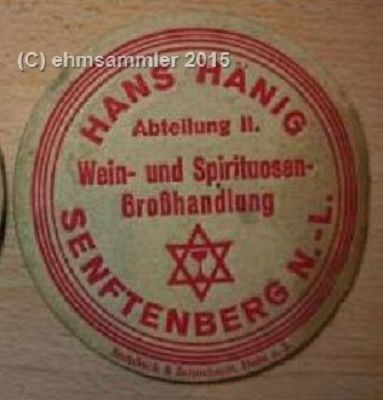 (C) ehmsammler 2015
HANS HÄNIG
Abteilung II.
Wein- und Spirituosen-
Großhandlung
SENFTENBERG N.-L.